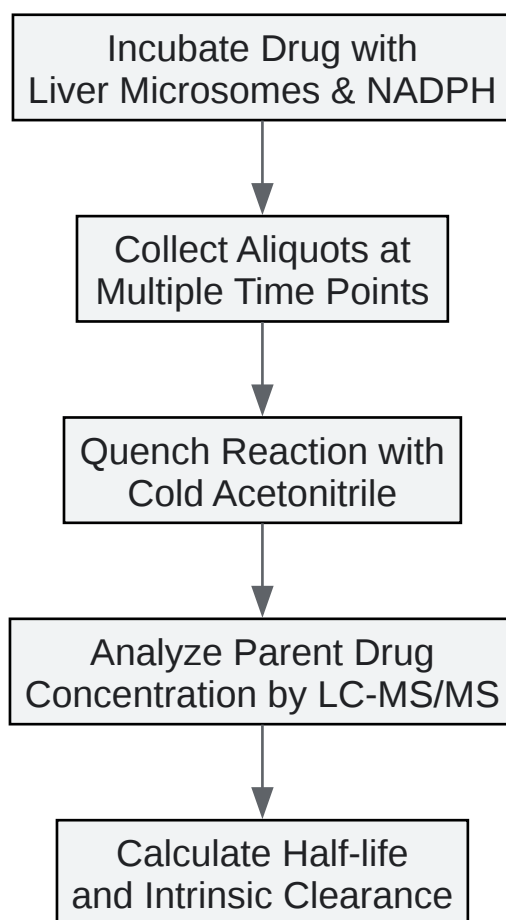 Incubate Drug with
Liver Microsomes & NADPH
Collect Aliquots at
Multiple Time Points
Quench Reaction with
Cold Acetonitrile
Analyze Parent Drug
Concentration by LC-MS/MS
Calculate Half-life
and Intrinsic Clearance